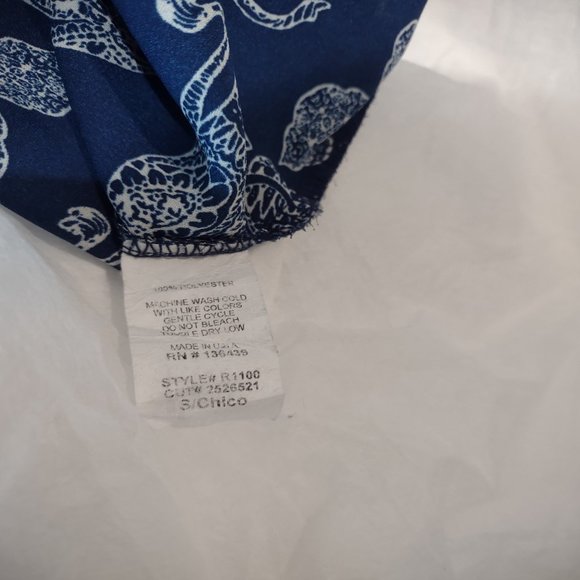 100% POLYESTER
MACHINE WASH COLD
WITH LIKE COLORS
GENTLE CYCLE
DO NOT BLEACH
TUMBLE DRY LOW
MADE IN U.S.A
RN # 136439
STYLE# R1100
CUT# 2526521
S/Chico